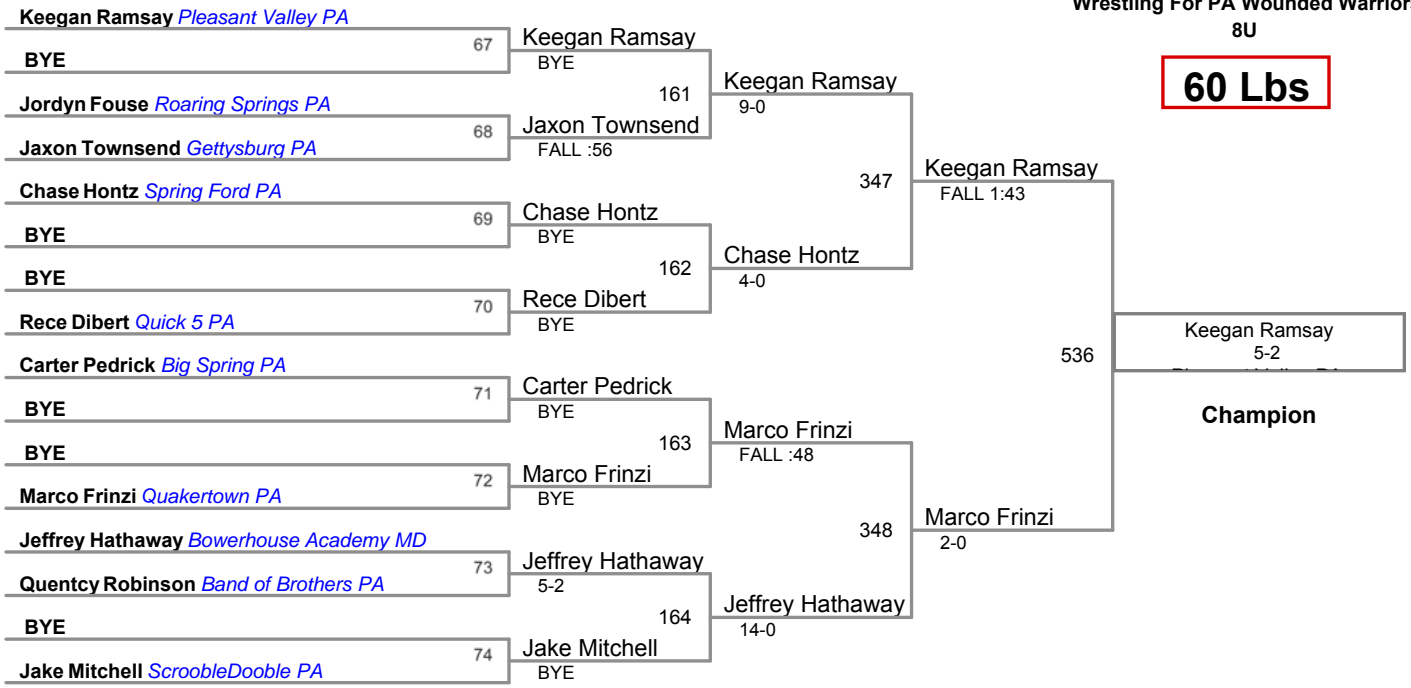 Wrestling For PA Wounded Warriors
8U
60 Lbs
Keegan Ramsay Pleasant Valley PA
67
BYE
Jordyn Fouse Roaring Springs PA
68
Jaxon Townsend Gettysburg PA
Chase Hontz Spring Ford PA
69
BYE
BYE
70
Rece Dibert Quick 5 PA
Carter Pedrick Big Spring PA
71
BYE
BYE
72
Marco Frinzi Quakertown PA
Jeffrey Hathaway Bowerhouse Academy MD
73
Quentcy Robinson Band of Brothers PA
BYE
74
Jake Mitchell ScroobleDooble PA
Keegan Ramsay
BYE
161
Jaxon Townsend
FALL :56
Chase Hontz
BYE
162
Rece Dibert
BYE
Carter Pedrick
BYE
163
Marco Frinzi
BYE
Jeffrey Hathaway
5-2
164
Jake Mitchell
BYE
Keegan Ramsay
9-0
347
Chase Hontz
4-0
Marco Frinzi
FALL :48
348
Jeffrey Hathaway
14-0
Keegan Ramsay
FALL 1:43
536
Marco Frinzi
2-0
Keegan Ramsay
5-2
Champion